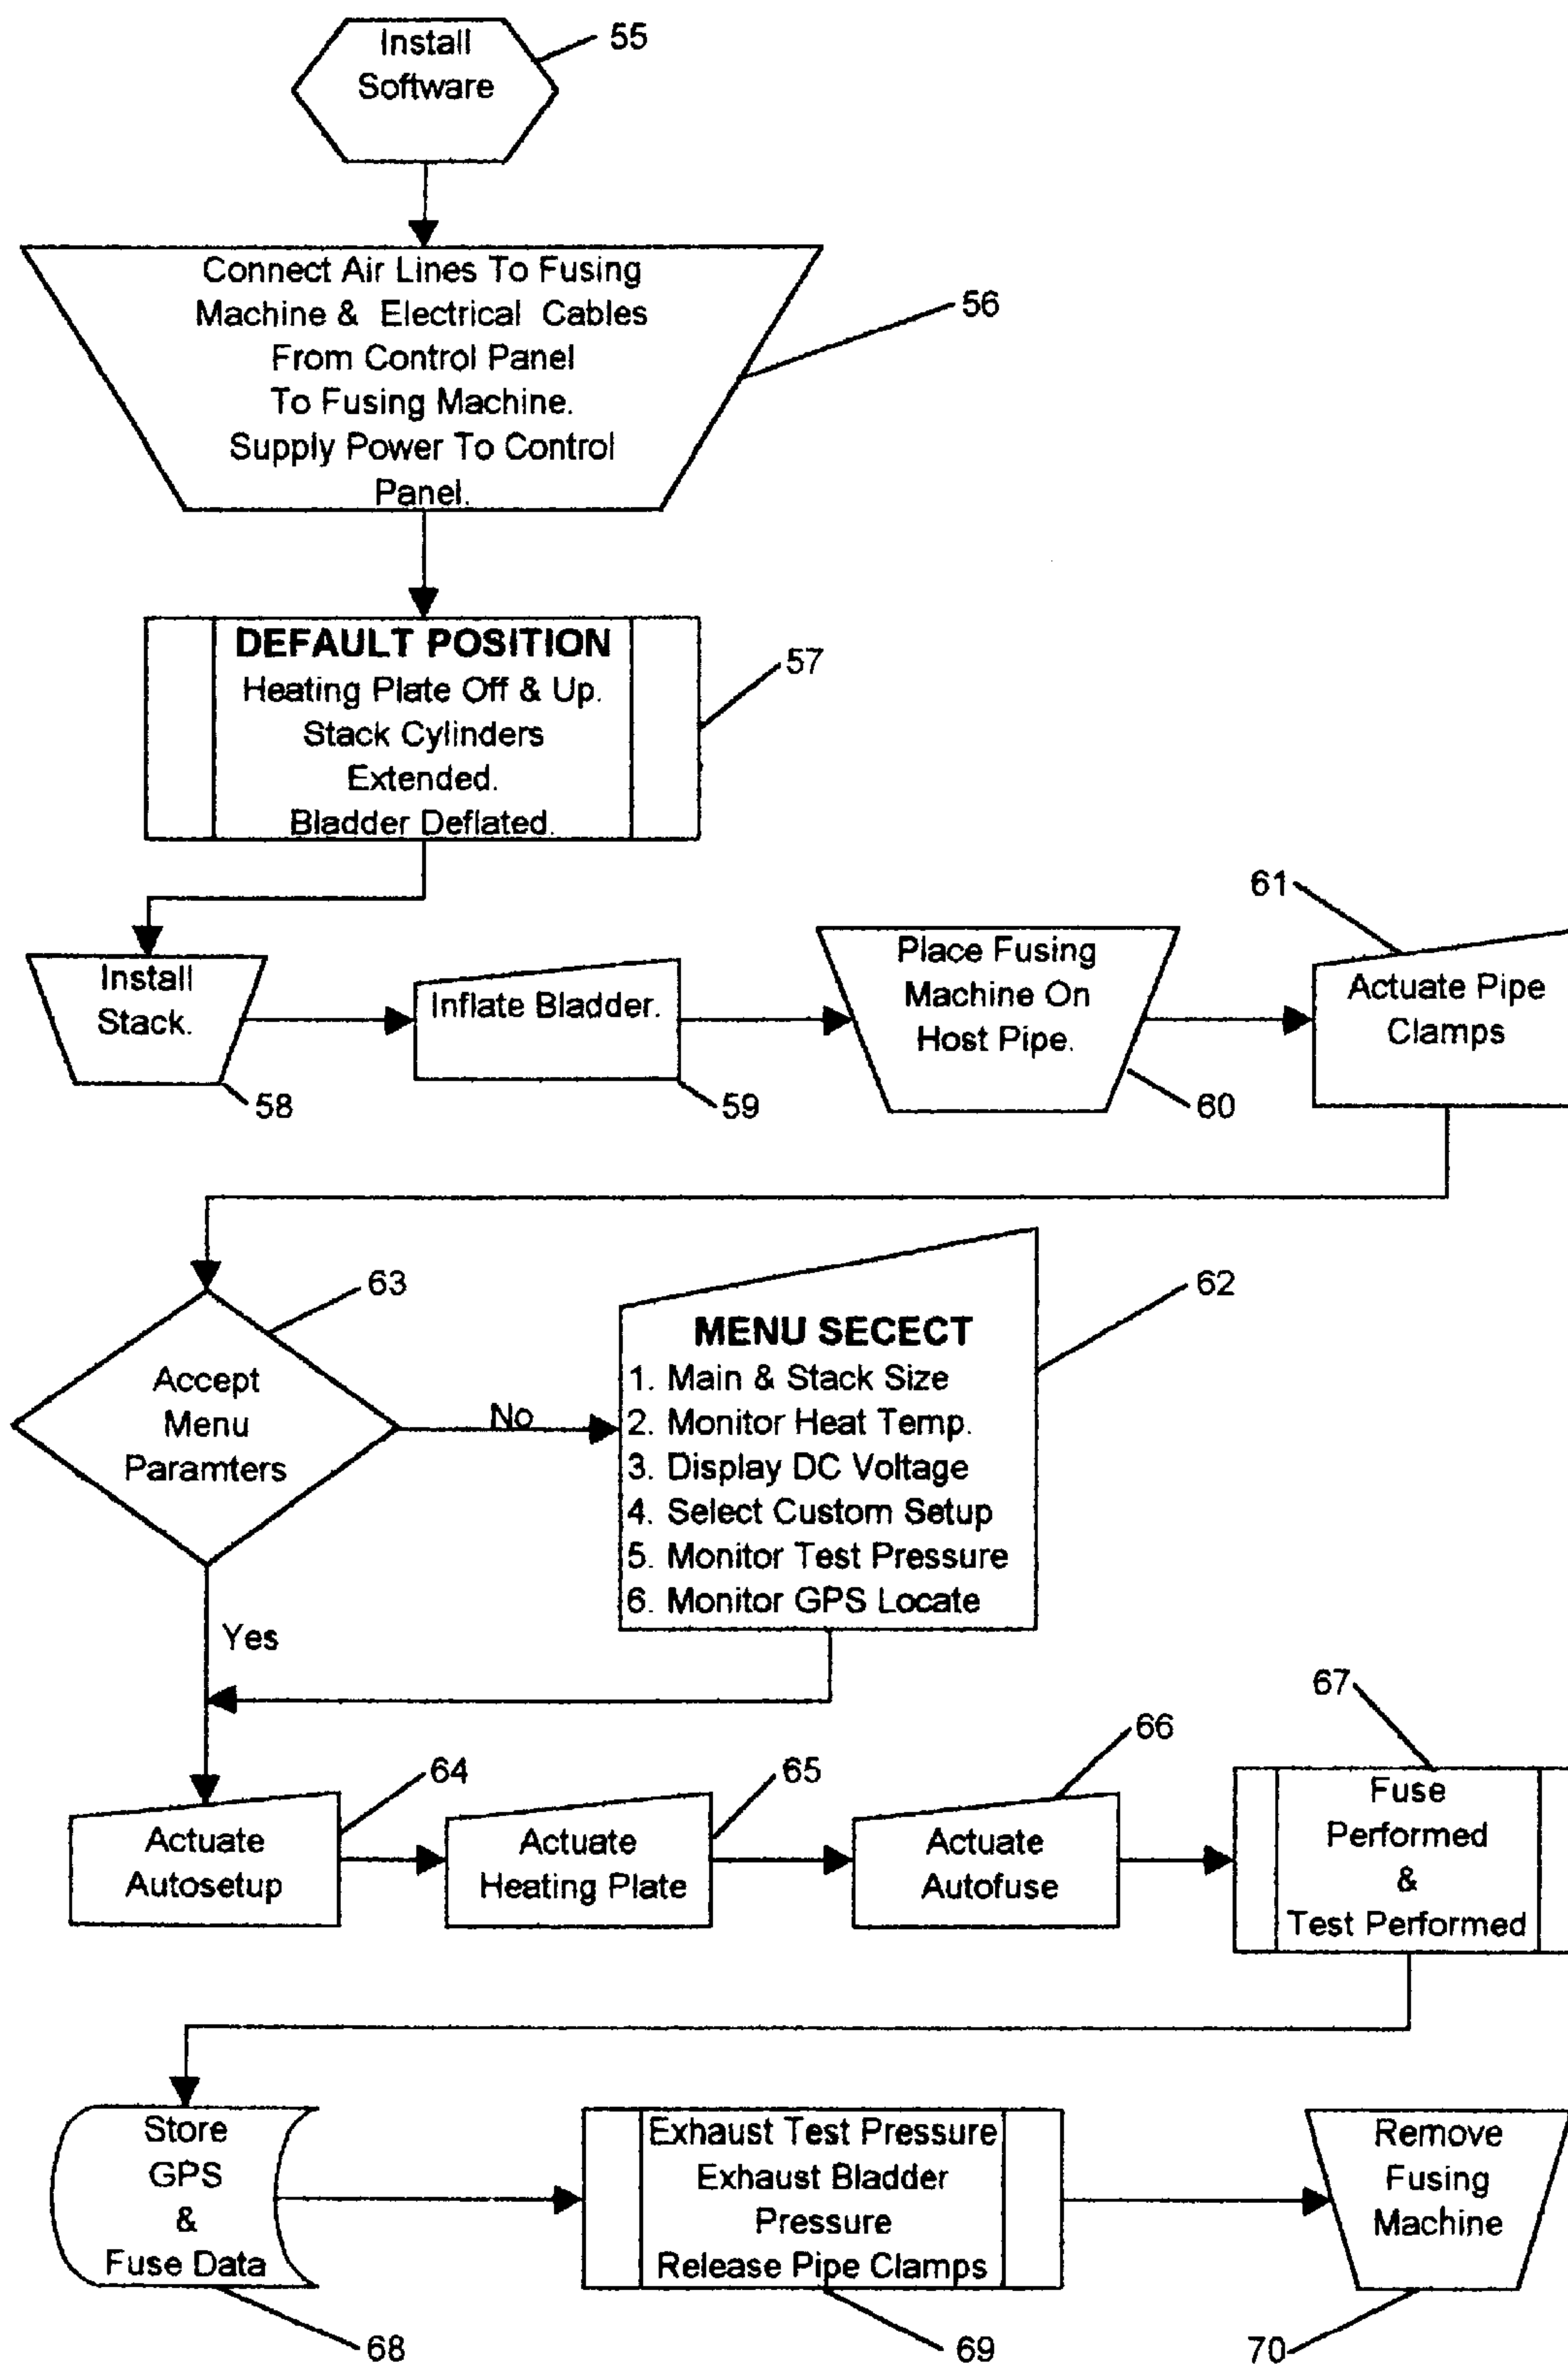 Install
Software
55
Connect Air Lines To Fusing
Machine & Electrical Cables
From Control Panel
To Fusing Machine.
Supply Power To Control
Panel.
56
DEFAULT POSITION
Heating Plate Off & Up.
Stack Cylinders
Extended.
Bladder Deflated.
57
Install
Stack.
58
Inflate Bladder.
59
Place Fusing
Machine On
Host Pipe.
60
61
Actuate Pipe
Clamps
63
Accept
Menu
Paramters
No
Yes
62
MENU SECECT
1. Main & Stack Size
2. Monitor Heat Temp.
3. Display DC Voltage
4. Select Custom Setup
5. Monitor Test Pressure
6. Monitor GPS Locate
64
Actuate
Autosetup
65
Actuate
Heating Plate
66
Actuate
Autofuse
67
Fuse
Performed
&
Test Performed
Store
GPS
&
Fuse Data
68
Exhaust Test Pressure
Exhaust Bladder
Pressure
Release Pipe Clamps
69
Remove
Fusing
Machine
70